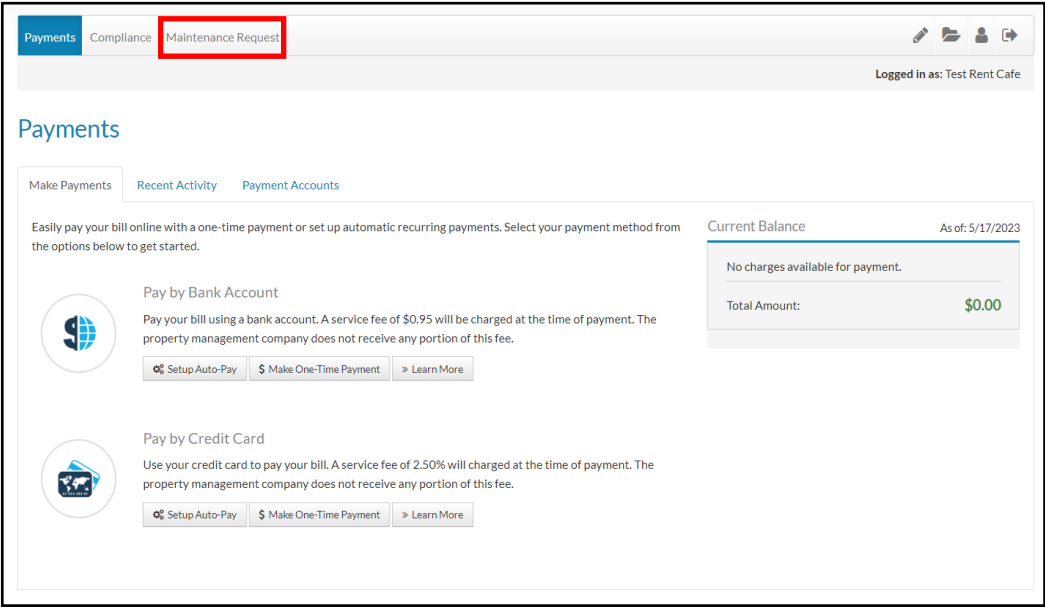 Payments Compliance Maintenance Request
Logged in as: Test Rent Cafe
Payments
Make Payments Recent Activity Payment Accounts
Easily pay your bill online with a one-time payment or set up automatic recurring payments. Select your payment method from
the options below to get started.
Pay by Bank Account
Pay your bill using a bank account. A service fee of $0.95 will be charged at the time of payment. The
property management company does not receive any portion of this fee.
Setup Auto-Pay $ Make One-Time Payment » Learn More
Pay by Credit Card
Use your credit card to pay your bill. A service fee of 2.50% will charged at the time of payment. The
property management company does not receive any portion of this fee.
Setup Auto-Pay $ Make One-Time Payment » Learn More
Current Balance As of: 5/17/2023
No charges available for payment.
Total Amount: $0.00